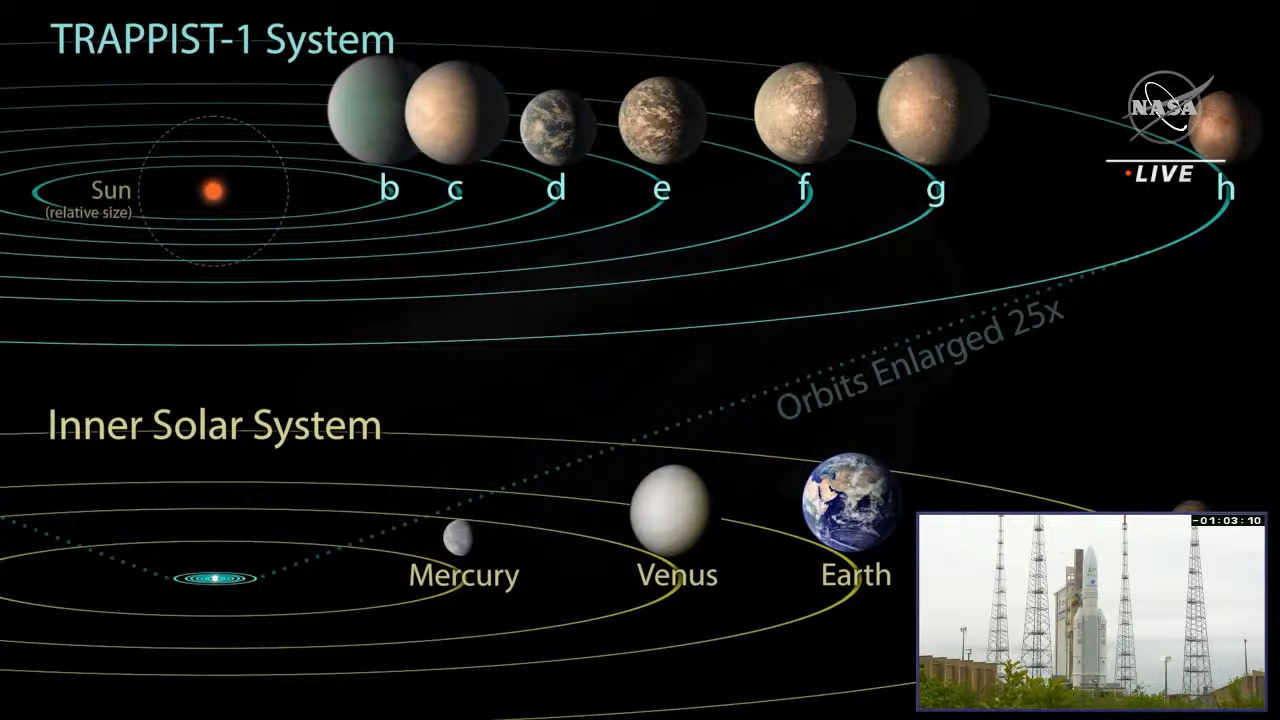 TRAPPIST-1 System
NASA
LIVE
Sun
(relative size)
b
c
d
e
f
g
h
Orbits Enlarged 25x
Inner Solar System
Mercury
Venus
Earth
-01:03:10